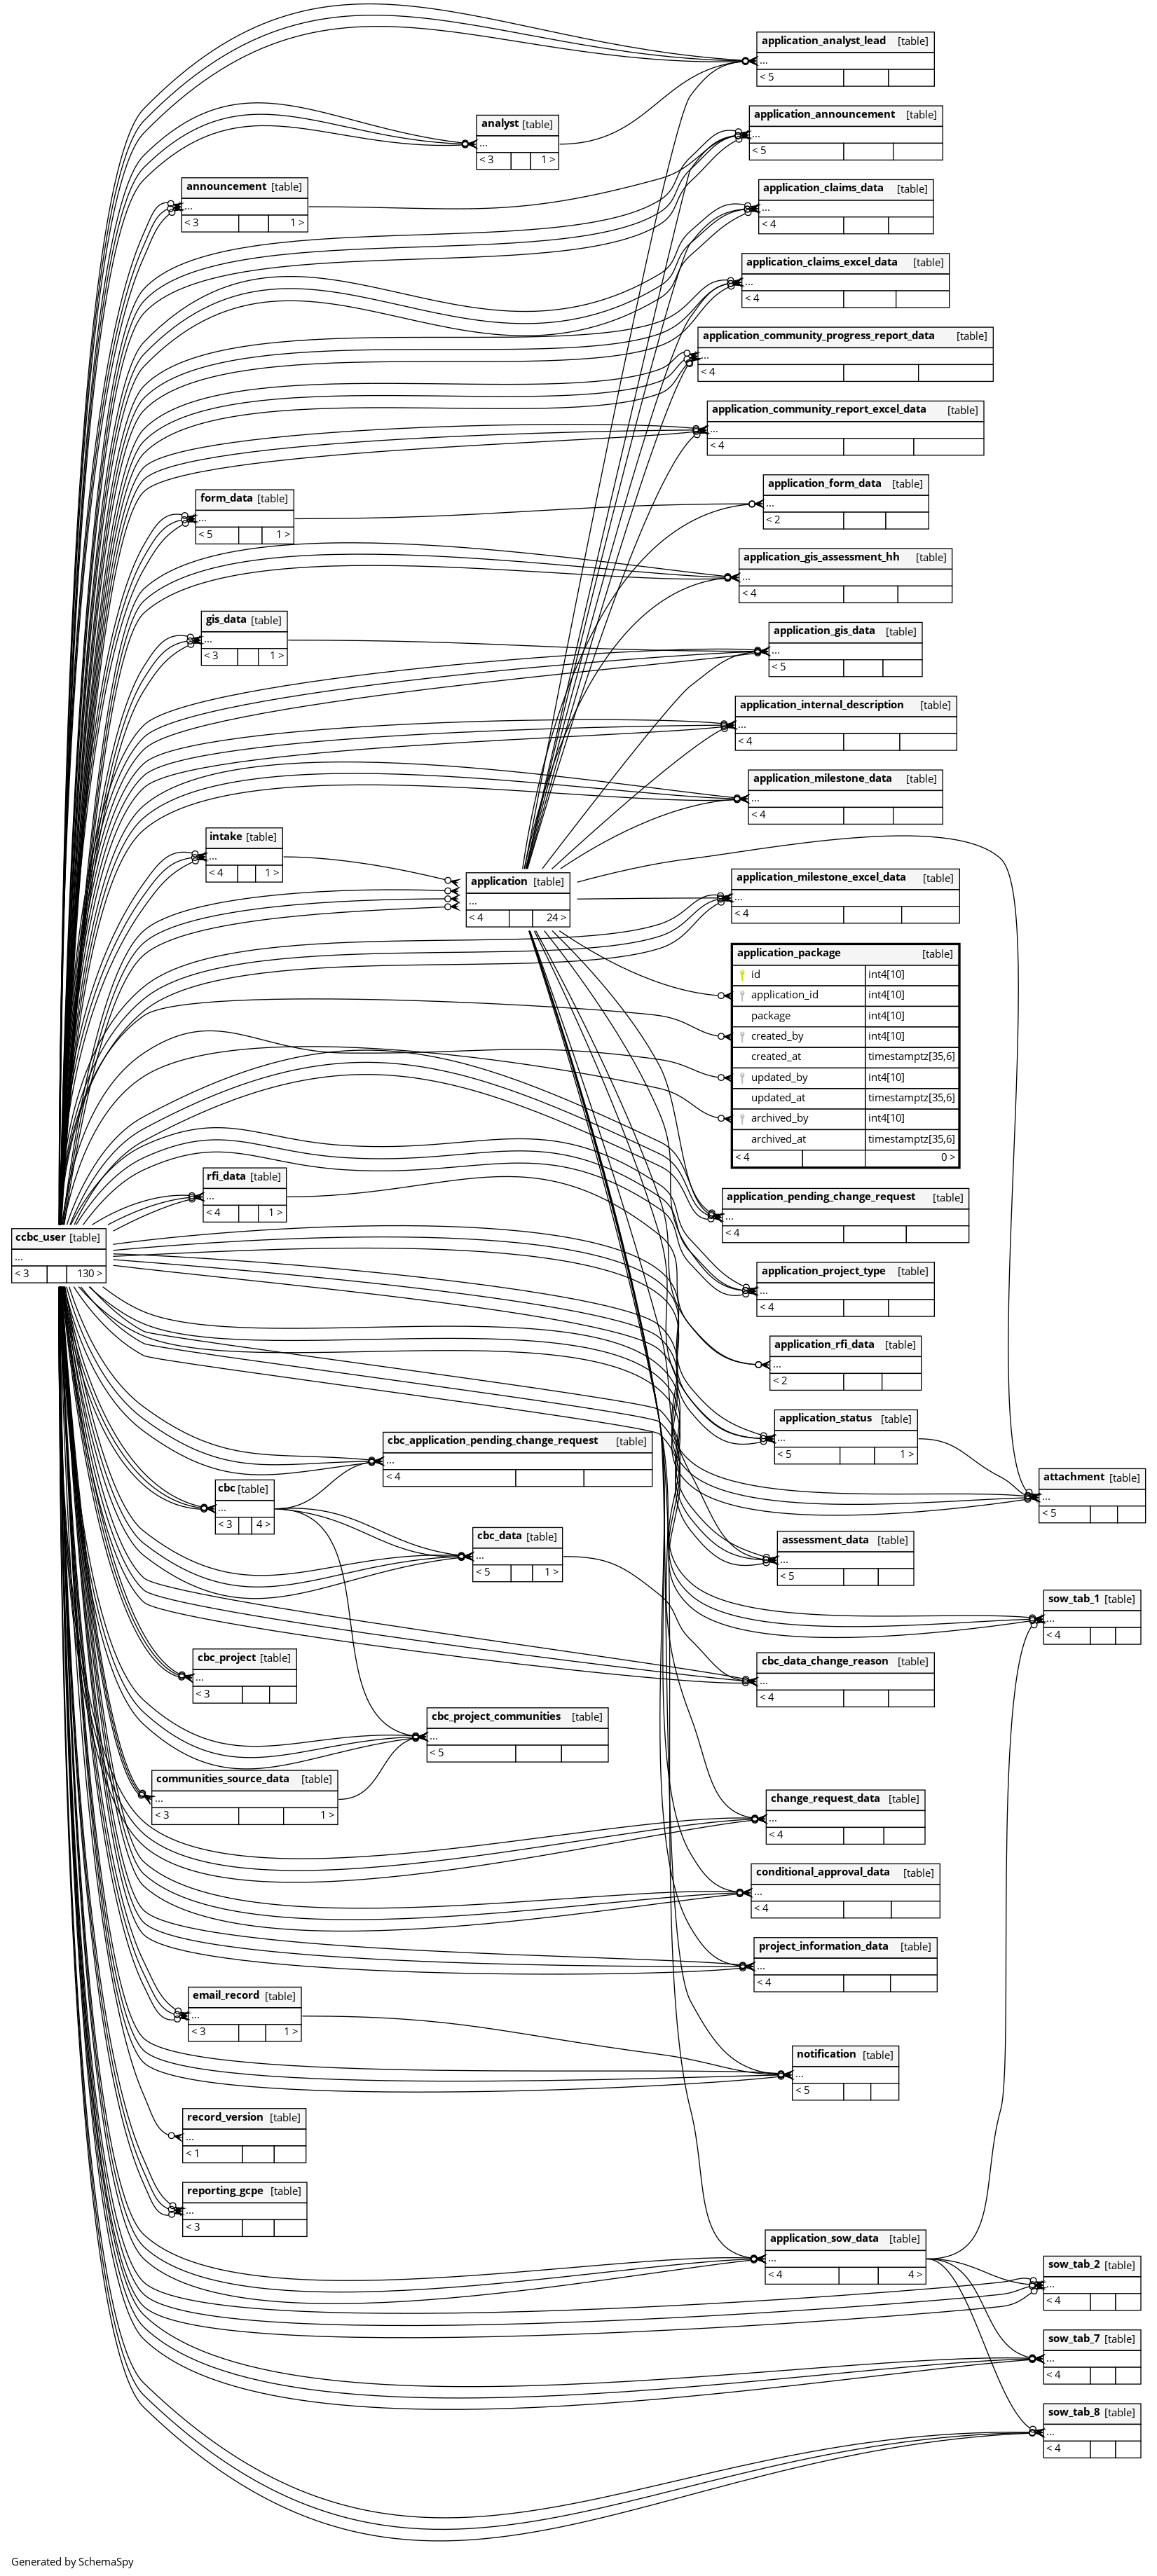 application_analyst_lead [table]
...
< 5
application_announcement [table]
...
< 5
analyst [table]
...
< 3 1 >
announcement [table]
...
< 3 1 >
application_claims_data [table]
...
< 4
application_claims_excel_data [table]
...
< 4
application_community_progress_report_data [table]
...
< 4
application_community_report_excel_data [table]
...
< 4
form_data [table]
...
< 5 1 >
application_form_data [table]
...
< 2
application_gis_assessment_hh [table]
...
< 4
gis_data [table]
...
< 3 1 >
application_gis_data [table]
...
< 5
application_internal_description [table]
...
< 4
application_milestone_data [table]
...
< 4
intake [table]
...
< 4 1 >
application [table]
...
< 4 24 >
application_milestone_excel_data [table]
...
< 4
application_package [table]
id int4[10]
application_id int4[10]
package int4[10]
created_by int4[10]
created_at timestamptz[35,6]
updated_by int4[10]
updated_at timestamptz[35,6]
archived_by int4[10]
archived_at timestamptz[35,6]
< 4 0 >
rfi_data [table]
...
< 4 1 >
application_pending_change_request [table]
...
< 4
ccbc_user [table]
...
< 3 130 >
application_project_type [table]
...
< 4
application_rfi_data [table]
...
< 2
application_status [table]
...
< 5 1 >
cbc_application_pending_change_request [table]
...
< 4
attachment [table]
...
< 5
cbc [table]
...
< 3 4 >
cbc_data [table]
...
< 5 1 >
assessment_data [table]
...
< 5
sow_tab_1 [table]
...
< 4
cbc_project [table]
...
< 3
cbc_data_change_reason [table]
...
< 4
cbc_project_communities [table]
...
< 5
communities_source_data [table]
...
< 3 1 >
change_request_data [table]
...
< 4
conditional_approval_data [table]
...
< 4
project_information_data [table]
...
< 4
email_record [table]
...
< 3 1 >
notification [table]
...
< 5
record_version [table]
...
< 1
reporting_gcpe [table]
...
< 3
application_sow_data [table]
...
< 4 4 >
sow_tab_2 [table]
...
< 4
sow_tab_7 [table]
...
< 4
sow_tab_8 [table]
...
< 4
Generated by SchemaSpy